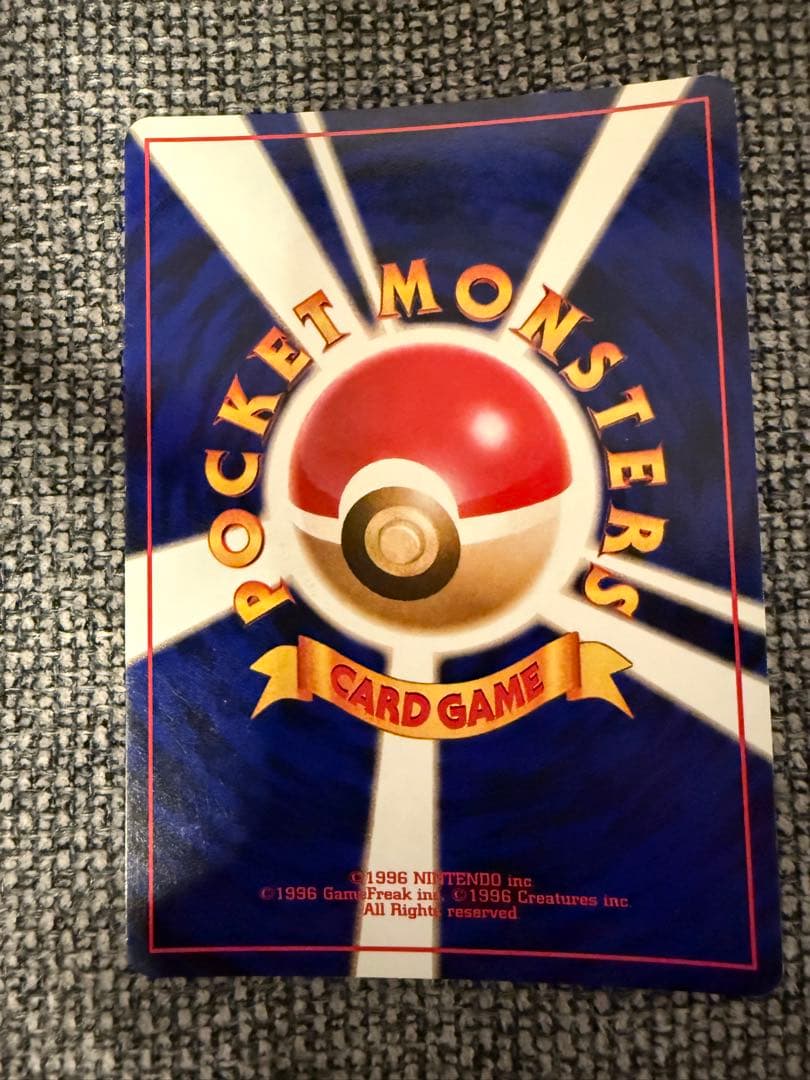 POCKET MONSTERS
CARD GAME
©1996 NINTENDO inc.
©1996 GameFreak inc. ©1996 Creatures inc.
All Rights reserved.